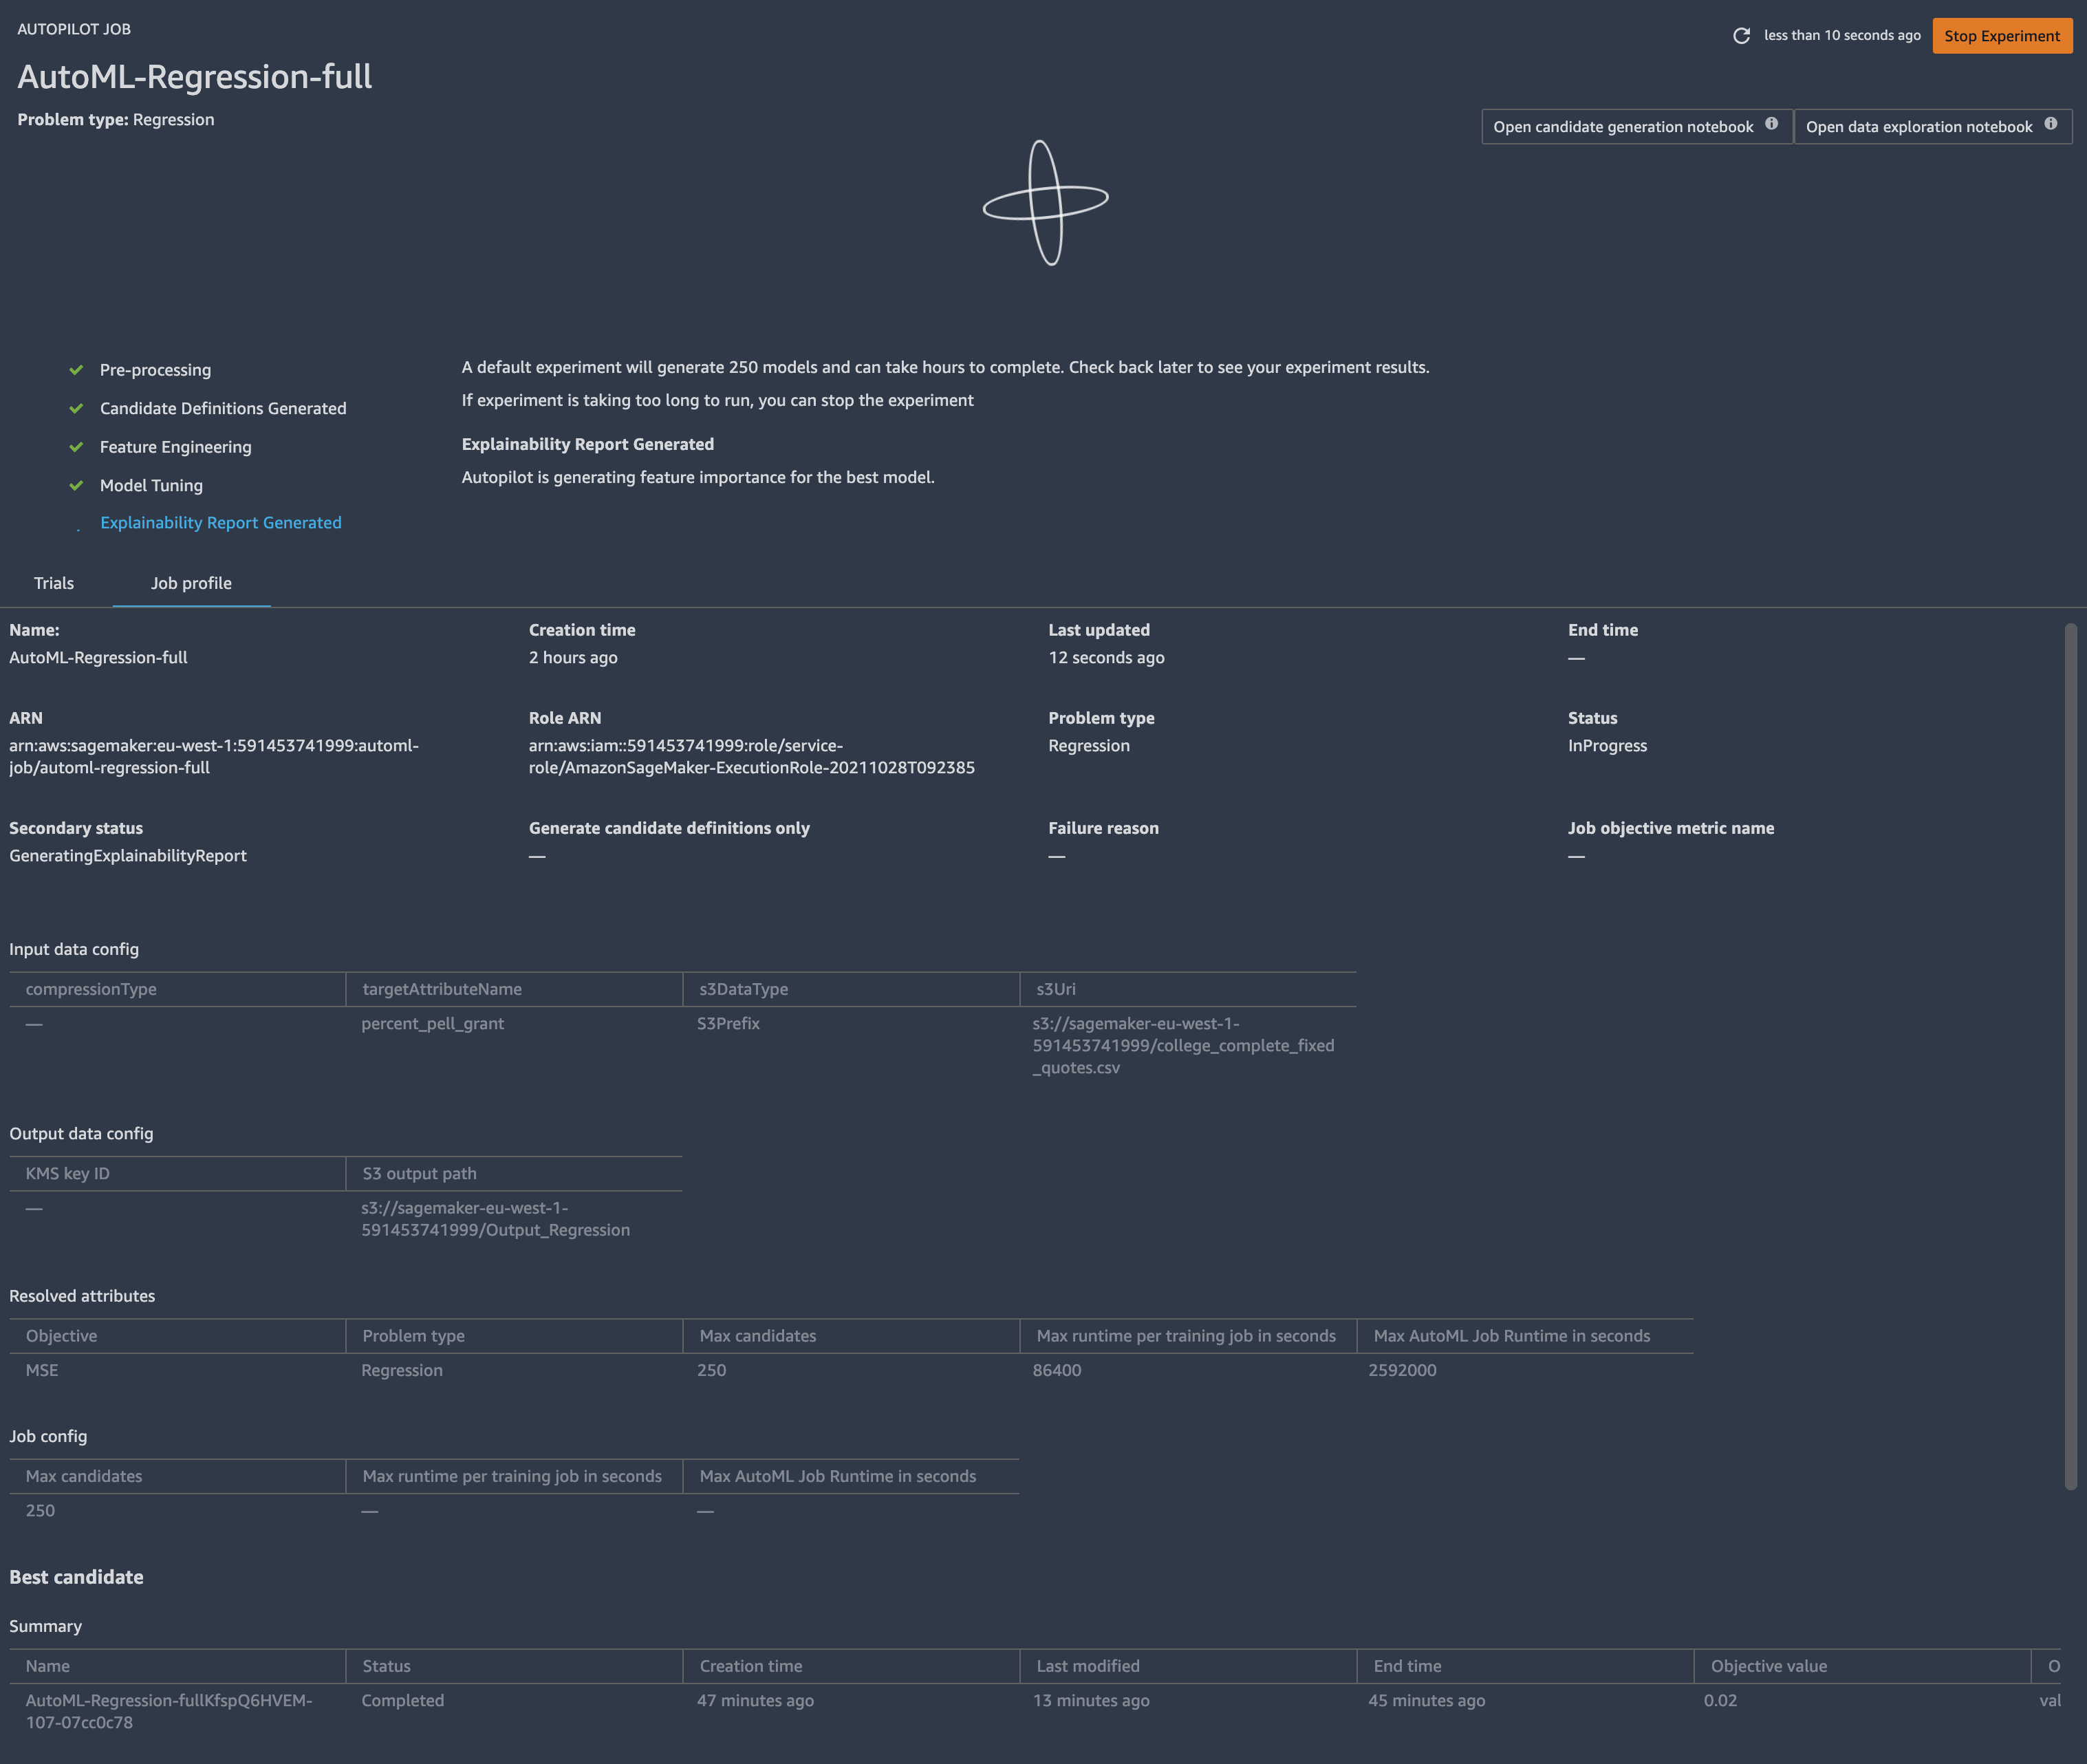 AUTOPILOT JOB
less than 10 seconds ago
Stop Experiment
AutoML-Regression-full
Problem type: Regression
Open candidate generation notebook
Open data exploration notebook
Pre-processing
Candidate Definitions Generated
Feature Engineering
Model Tuning
Explainability Report Generated
A default experiment will generate 250 models and can take hours to complete. Check back later to see your experiment results.
If experiment is taking too long to run, you can stop the experiment
Explainability Report Generated
Autopilot is generating feature importance for the best model.
Trials
Job profile
Name:
AutoML-Regression-full
Creation time
2 hours ago
Last updated
12 seconds ago
End time
—
ARN
arn:aws:sagemaker:eu-west-1:591453741999:automl-
job/automl-regression-full
Role ARN
arn:aws:iam::591453741999:role/service-
role/AmazonSageMaker-ExecutionRole-20211028T092385
Problem type
Regression
Status
InProgress
Secondary status
GeneratingExplainabilityReport
Generate candidate definitions only
—
Failure reason
—
Job objective metric name
—
Input data config
compressionType
targetAttributeName
s3DataType
s3Uri
—
percent_pell_grant
S3Prefix
s3://sagemaker-eu-west-1-
591453741999/college_complete_fixed
_quotes.csv
Output data config
KMS key ID
S3 output path
—
s3://sagemaker-eu-west-1-
591453741999/Output_Regression
Resolved attributes
Objective
Problem type
Max candidates
Max runtime per training job in seconds
Max AutoML Job Runtime in seconds
MSE
Regression
250
86400
2592000
Job config
Max candidates
Max runtime per training job in seconds
Max AutoML Job Runtime in seconds
250
—
—
Best candidate
Summary
Name
Status
Creation time
Last modified
End time
Objective value
O
AutoML-Regression-fullKfspQ6HVEM-
107-07cc0c78
Completed
47 minutes ago
13 minutes ago
45 minutes ago
0.02
val